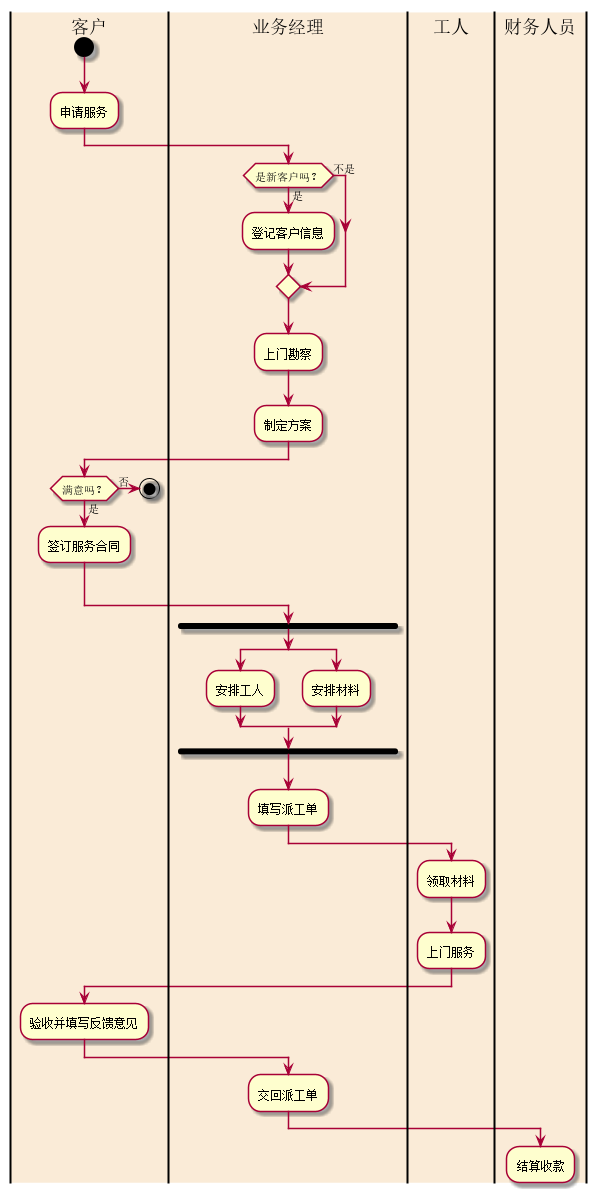 客户
业务经理
工人
财务人员
申请服务
是新客户吗？
不是
是
登记客户信息
上门勘察
制定方案
满意吗？
否
是
签订服务合同
安排工人
安排材料
填写派工单
领取材料
上门服务
验收并填写反馈意见
交回派工单
结算收款